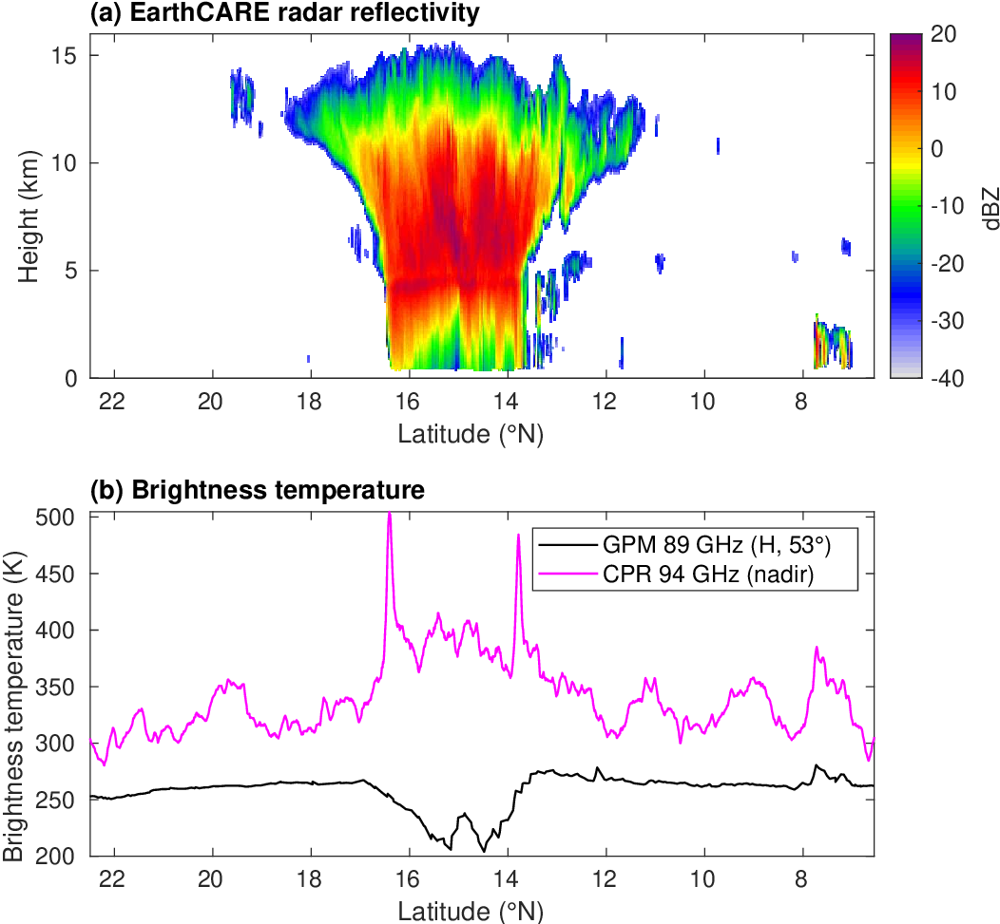 (a) EarthCARE radar reflectivity
15
10
5
0
Height (km)
22 20 18 16 14 12 10 8
Latitude (°N)
20
10
0
-10
-20
-30
-40
dBZ
(b) Brightness temperature
500
450
400
350
300
250
200
Brightness temperature (K)
GPM 89 GHz (H, 53°)
CPR 94 GHz (nadir)
22 20 18 16 14 12 10 8
Latitude (°N)